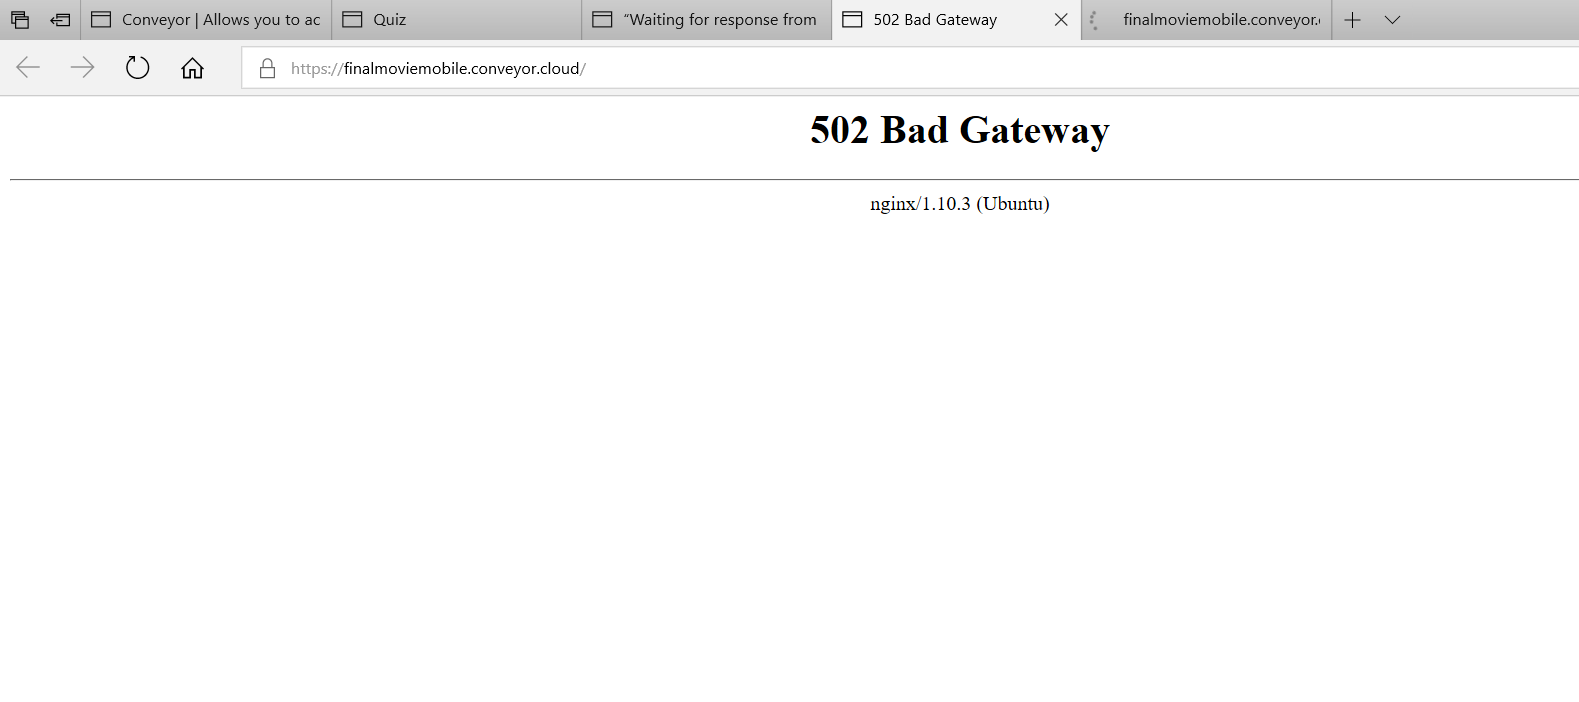 Conveyor | Allows you to ac
Quiz
“Waiting for response from
502 Bad Gateway
finalmoviemobile.conveyor.
https://finalmoviemobile.conveyor.cloud/
502 Bad Gateway
nginx/1.10.3 (Ubuntu)